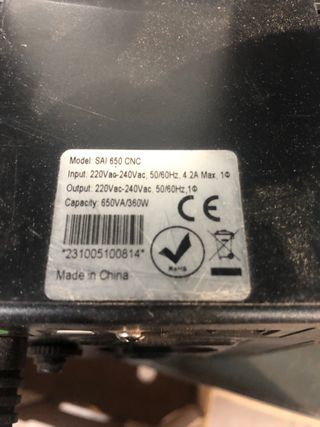 Model: SAI 650 CNC
Input: 220Vac-240Vac, 50/60Hz, 4.2A Max, 1Φ
Output: 220Vac-240Vac, 50/60Hz,1Φ
Capacity: 650VA/360W
CE
*231005100814*
RoHS
Made in China